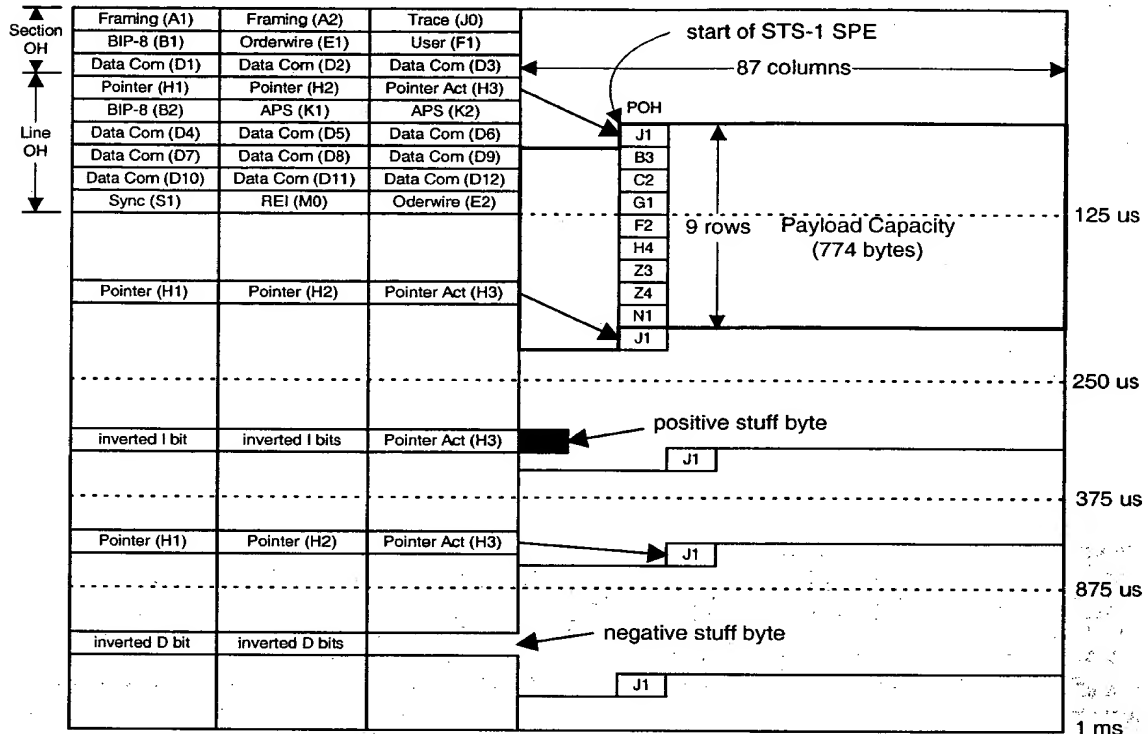 Section
OH
Framing (A1) Framing (A2) Trace (J0)
BIP-8 (B1) Orderwire (E1) User (F1)
Data Com (D1) Data Com (D2) Data Com (D3)
start of STS-1 SPE
87 columns
Line
OH
Pointer (H1) Pointer (H2) Pointer Act (H3)
BIP-8 (B2) APS (K1) APS (K2)
Data Com (D4) Data Com (D5) Data Com (D6)
Data Com (D7) Data Com (D8) Data Com (D9)
Data Com (D10) Data Com (D11) Data Com (D12)
Sync (S1) REI (M0) Oderwire (E2)
POH
J1
B3
C2
G1
F2
H4
Z3
Z4
N1
J1
9 rows
Payload Capacity
(774 bytes)
125 us
Pointer (H1) Pointer (H2) Pointer Act (H3)
250 us
positive stuff byte
inverted I bit inverted I bits Pointer Act (H3)
J1
375 us
Pointer (H1) Pointer (H2) Pointer Act (H3)
J1
875 us
negative stuff byte
inverted D bit inverted D bits
J1
1 ms